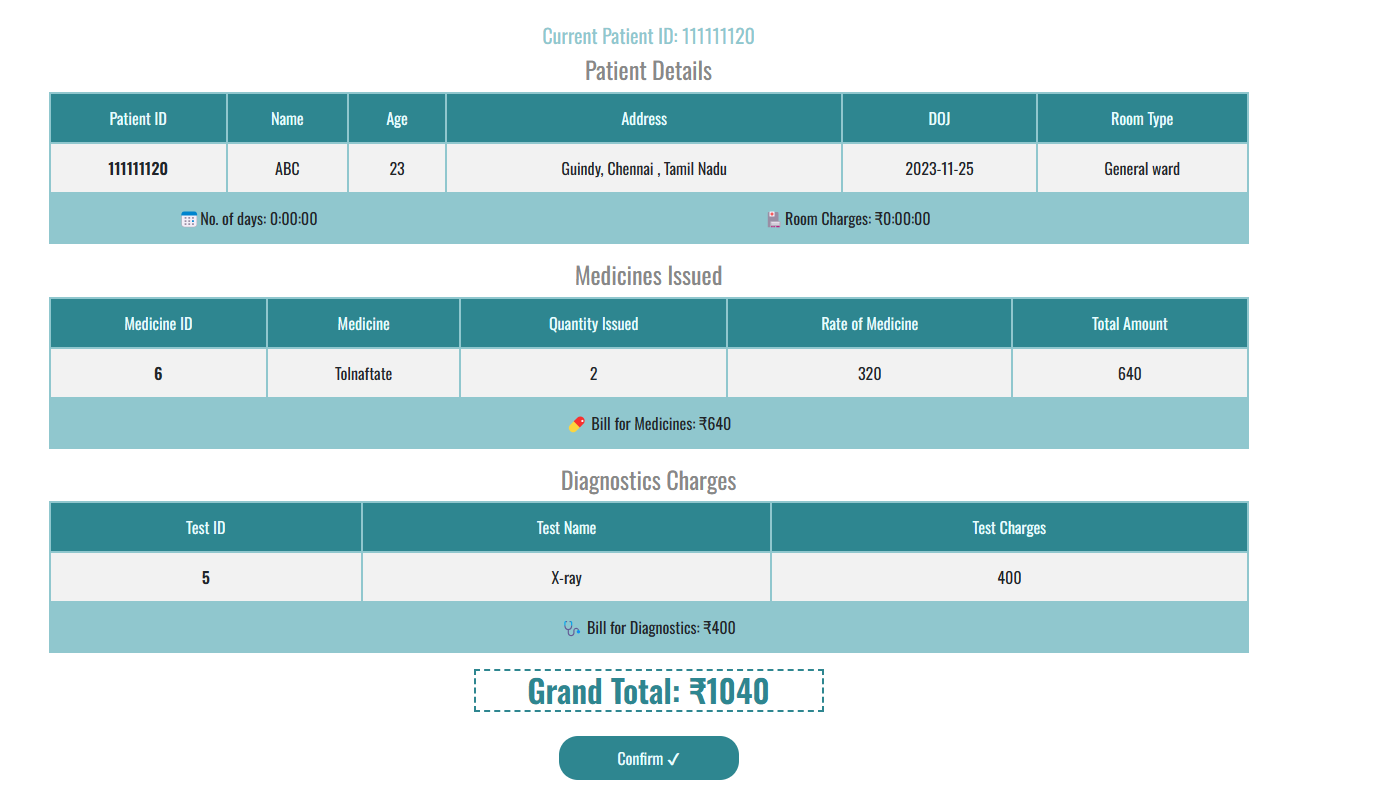 Current Patient ID: 111111120
Patient Details
Patient ID Name Age Address DOJ Room Type
111111120 ABC 23 Guindy, Chennai , Tamil Nadu 2023-11-25 General ward
No. of days: 0:00:00 Room Charges: ₹0:00:00
Medicines Issued
Medicine ID Medicine Quantity Issued Rate of Medicine Total Amount
6 Tolnaftate 2 320 640
Bill for Medicines: ₹640
Diagnostics Charges
Test ID Test Name Test Charges
5 X-ray 400
Bill for Diagnostics: ₹400
Grand Total: ₹1040
Confirm ✓